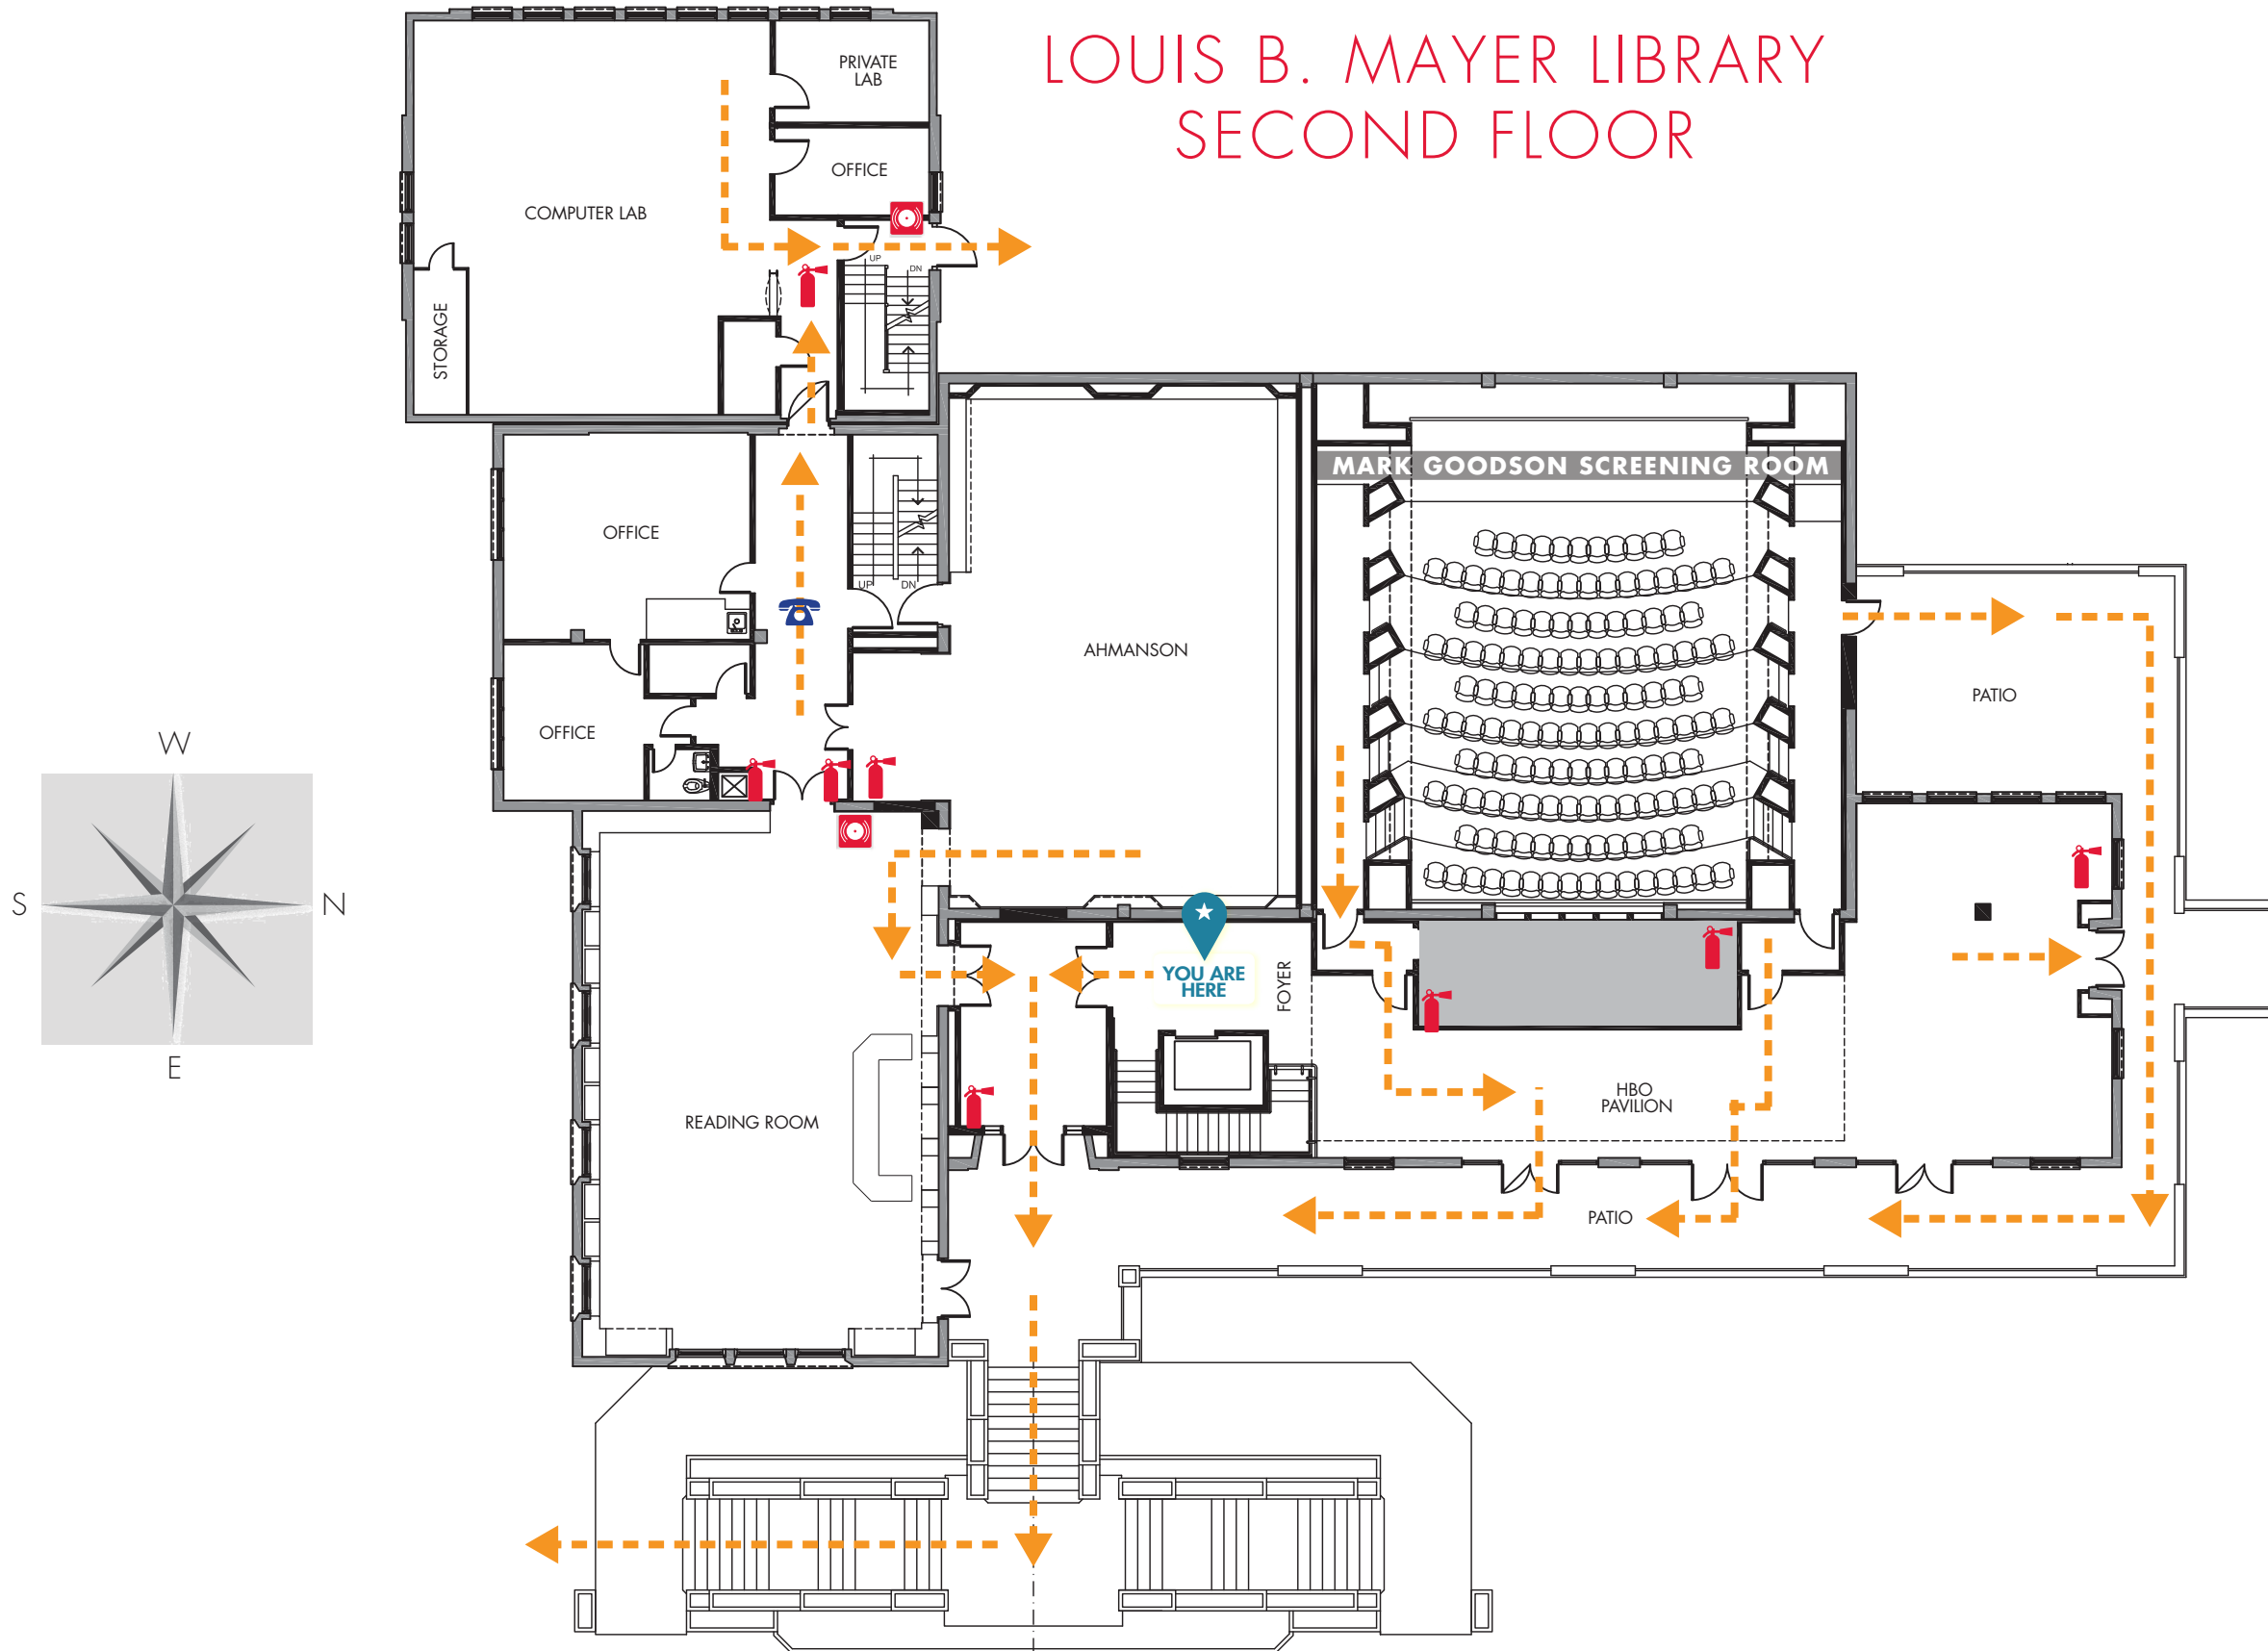 LOUIS B. MAYER LIBRARY
SECOND FLOOR
PRIVATE
LAB
OFFICE
COMPUTER LAB
UP
DN
STORAGE
MARK GOODSON SCREENING ROOM
OFFICE
UP
DN
AHMANSON
PATIO
OFFICE
W
S
N
E
YOU ARE
HERE
FOYER
HBO
PAVILION
READING ROOM
PATIO